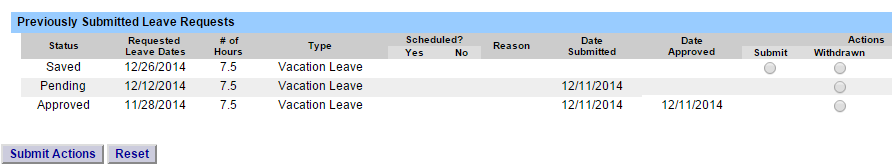 Previously Submitted Leave Requests
Status Requested Leave Dates # of Hours Type Scheduled? Yes No Reason Date Submitted Date Approved Actions Submit Withdrawn
Saved 12/26/2014 7.5 Vacation Leave
Pending 12/12/2014 7.5 Vacation Leave 12/11/2014
Approved 11/28/2014 7.5 Vacation Leave 12/11/2014 12/11/2014
Submit Actions Reset